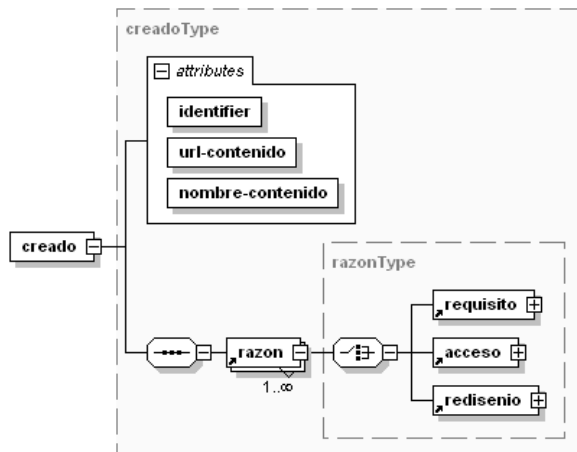 creadoType
attributes
identifier
url-contenido
nombre-contenido
creado
razonType
requisito
razon
acceso
1..∞
redisenio